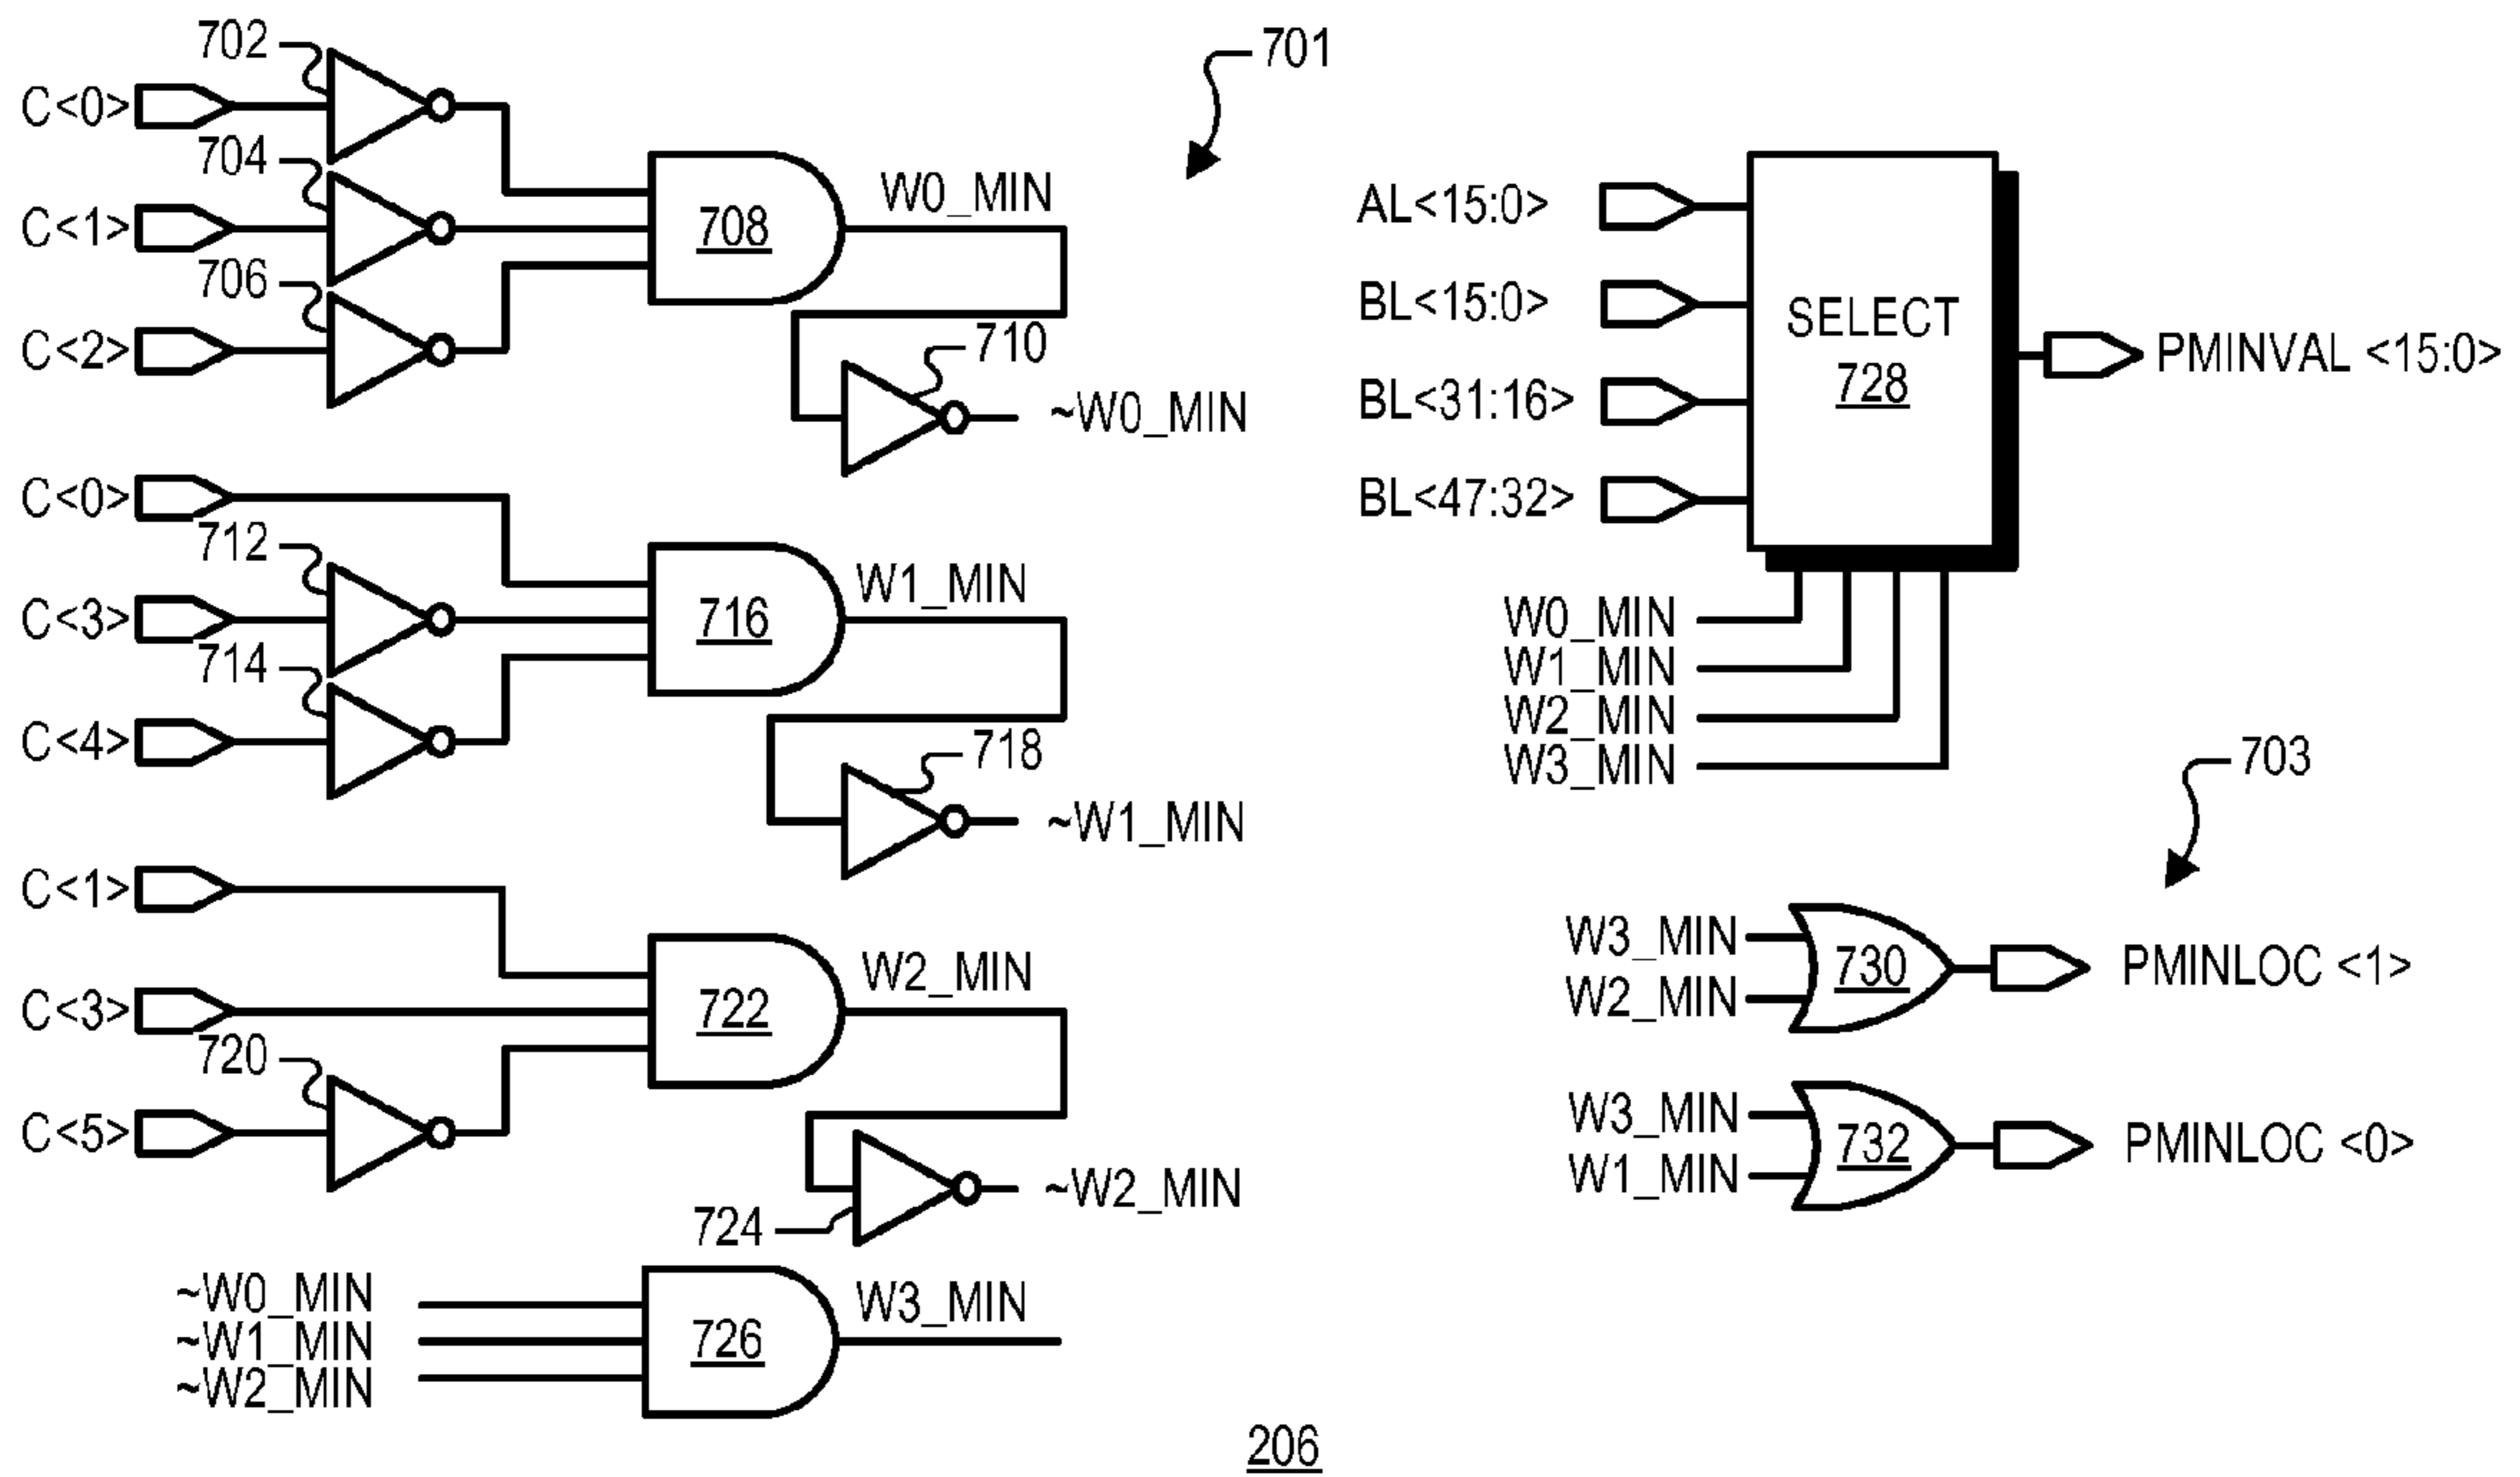 702
C<0>
704
C<1>
706
C<2>
708
W0_MIN
710
~W0_MIN
701
C<0>
712
C<3>
714
C<4>
716
W1_MIN
718
~W1_MIN
C<1>
C<3>
720
C<5>
722
W2_MIN
724
~W2_MIN
~W0_MIN
~W1_MIN
~W2_MIN
726
W3_MIN
AL<15:0>
BL<15:0>
BL<31:16>
BL<47:32>
SELECT
728
PMINVAL <15:0>
W0_MIN
W1_MIN
W2_MIN
W3_MIN
703
W3_MIN
W2_MIN
730
PMINLOC <1>
W3_MIN
W1_MIN
732
PMINLOC <0>
206